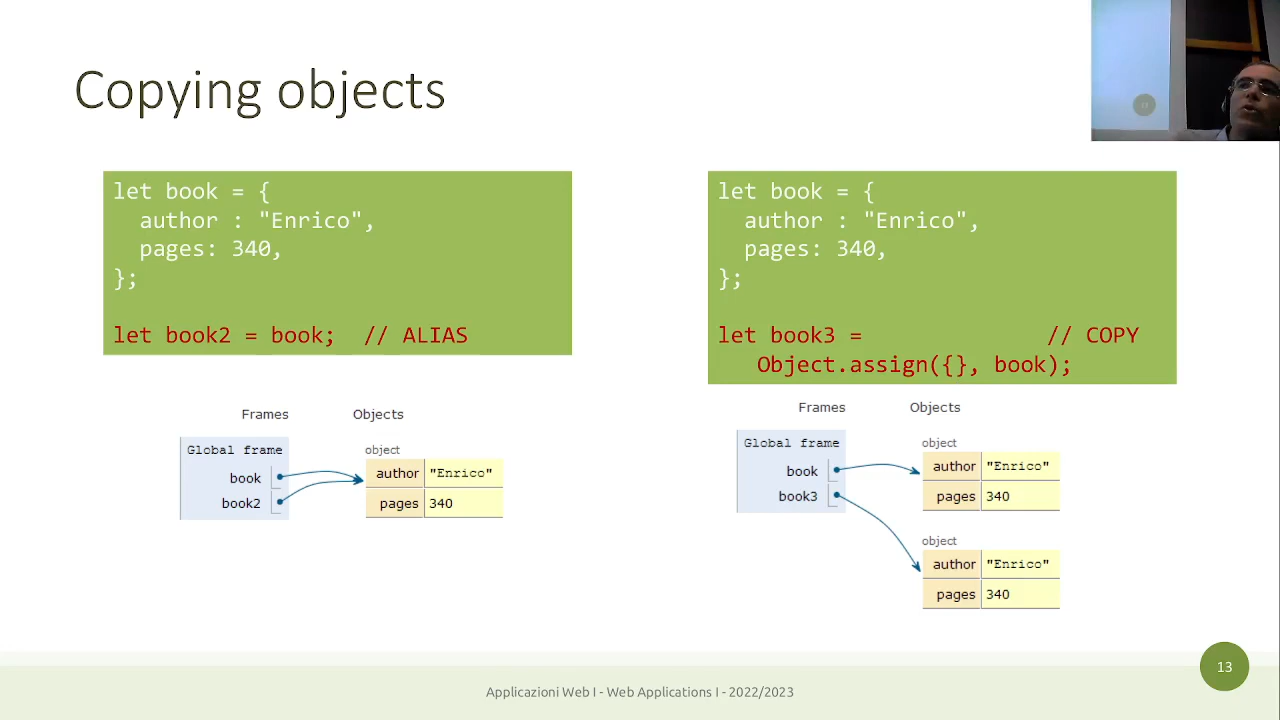 Copying objects
let book = {
author : "Enrico",
pages: 340,
};
let book2 = book; // ALIAS
Frames Objects
Global frame
book
book2
object
author "Enrico"
pages 340
let book = {
author : "Enrico",
pages: 340,
};
let book3 = // COPY
Object.assign({}, book);
Frames Objects
Global frame
book
book3
object
author "Enrico"
pages 340
object
author "Enrico"
pages 340
Applicazioni Web I - Web Applications I - 2022/2023
13